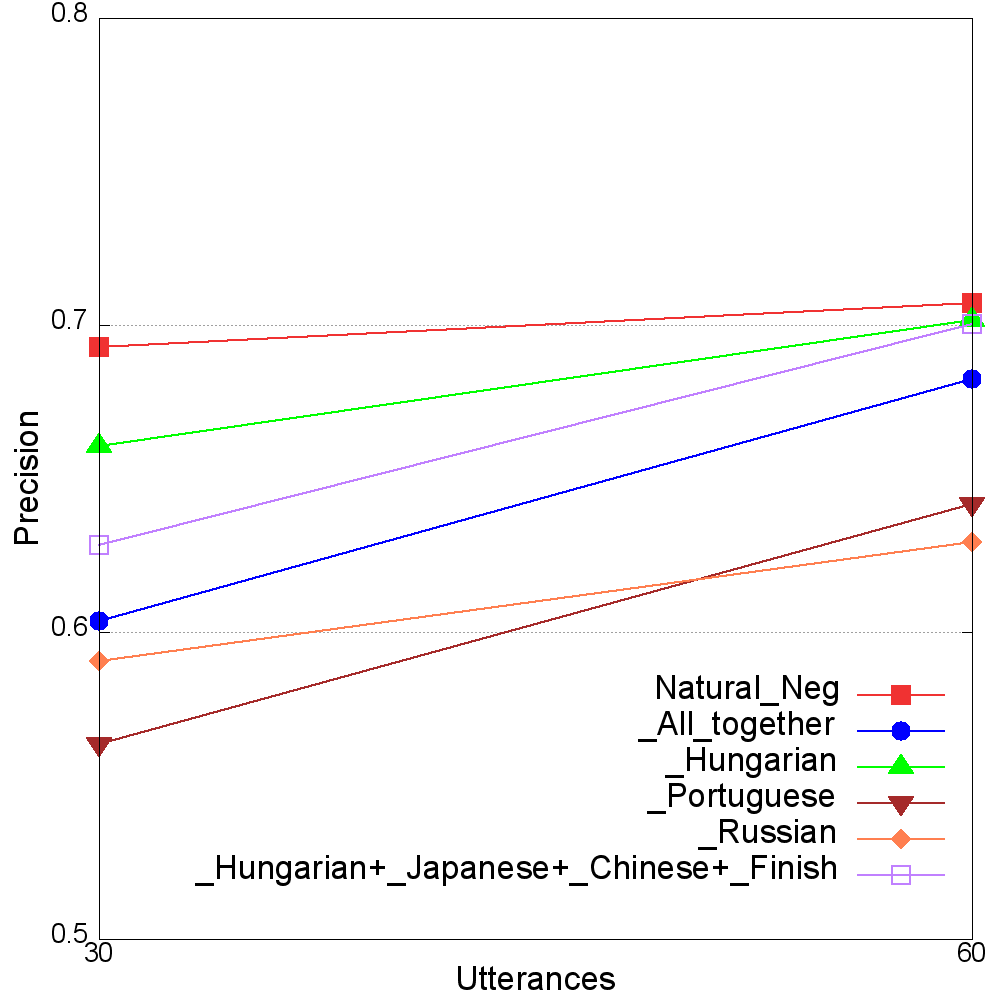 0.8
0.7
0.6
0.5
Precision
Natural_Neg
_All_together
_Hungarian
_Portuguese
_Russian
_Hungarian+_Japanese+_Chinese+_Finish
30
60
Utterances